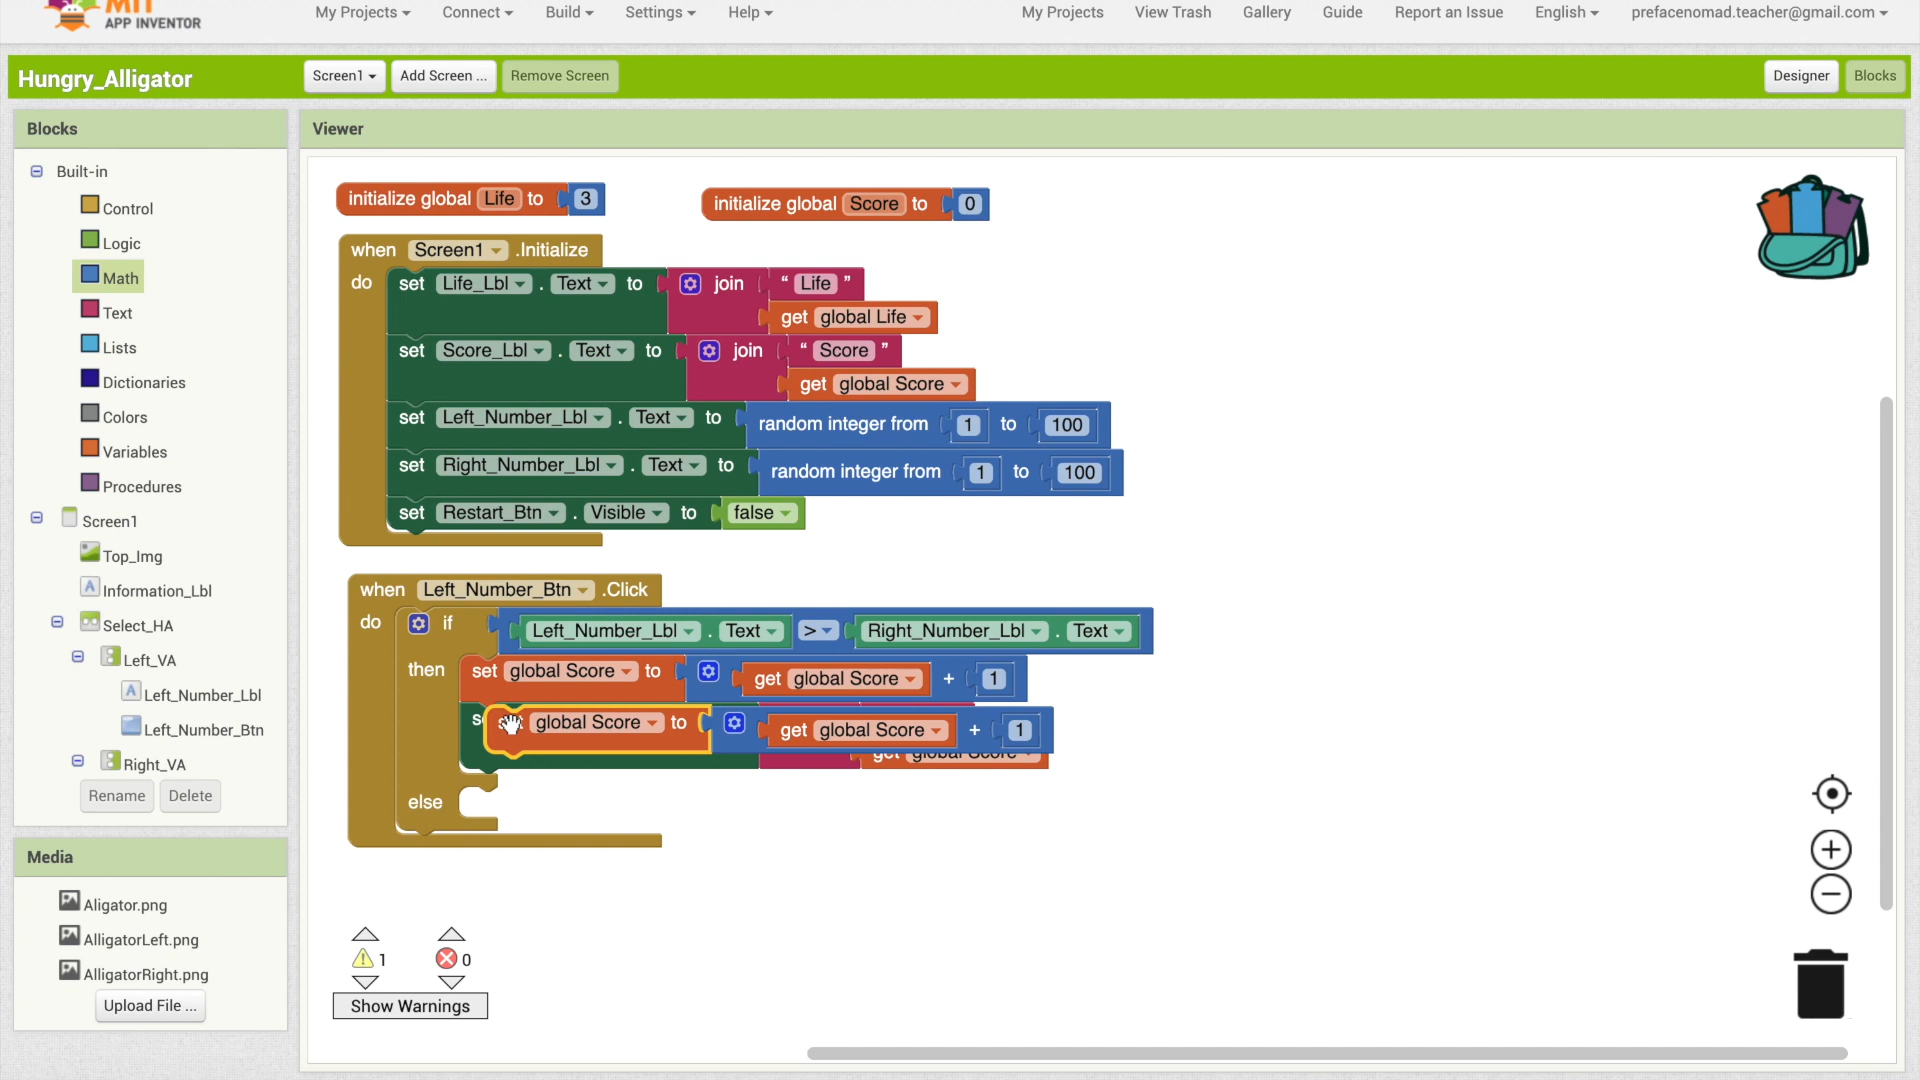 MIT
APP INVENTOR
My Projects Connect Build Settings Help My Projects View Trash Gallery Guide Report an Issue English prefacenomad.teacher@gmail.com
Hungry_Alligator Screen1 Add Screen ... Remove Screen Designer Blocks
Blocks
Viewer
Built-in
Control
Logic
Math
Text
Lists
Dictionaries
Colors
Variables
Procedures
Screen1
Top_Img
Information_Lbl
Select_HA
Left_VA
Left_Number_Lbl
Left_Number_Btn
Right_VA
Rename Delete
Media
Aligator.png
AlligatorLeft.png
AlligatorRight.png
Upload File ...
initialize global Life to 3
initialize global Score to 0
when Screen1 .Initialize
do set Life_Lbl . Text to join “ Life ”
get global Life
set Score_Lbl . Text to join “ Score ”
get global Score
set Left_Number_Lbl . Text to random integer from 1 to 100
set Right_Number_Lbl . Text to random integer from 1 to 100
set Restart_Btn . Visible to false
when Left_Number_Btn .Click
do if Left_Number_Lbl . Text > Right_Number_Lbl . Text
then set global Score to get global Score + 1
global Score to get global Score + 1
get global Score
else
1 0
Show Warnings